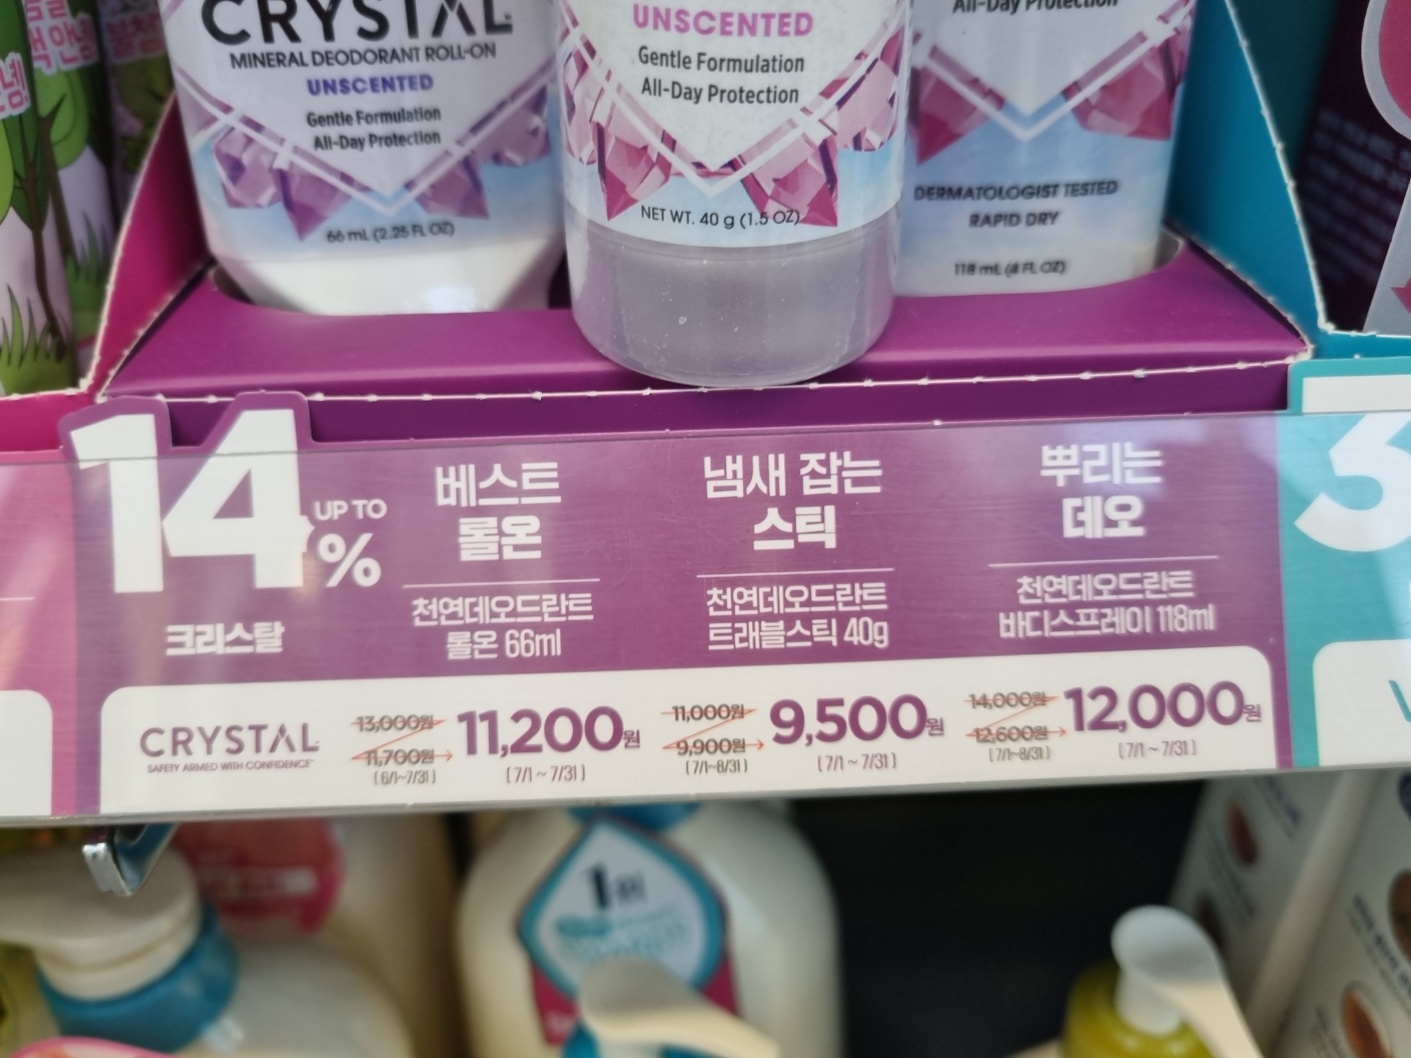 CRYSTAL
MINERAL DEODORANT ROLL-ON
UNSCENTED
Gentle Formulation
All-Day Protection
66 mL (2.25 FL OZ)
UNSCENTED
Gentle Formulation
All-Day Protection
NET WT. 40 g (1.5 OZ)
All-Day Protection
DERMATOLOGIST TESTED
RAPID DRY
118 mL (4 FL OZ)
14
UP TO
%
크리스탈
베스트
롤온
천연데오드란트
롤온 66ml
냄새 잡는
스틱
천연데오드란트
트래블스틱 40g
뿌리는
데오
천연데오드란트
바디스프레이 118ml
3
CRYSTAL
SAFETY ARMED WITH CONFIDENCE
13,000원
11,700원
(6/1~7/31)
11,200원
(7/1~7/31)
11,000원
9,900원
(7/1~8/31)
9,500원
(7/1~7/31)
14,000원
12,600원
(7/1~8/31)
12,000원
(7/1~7/31)
1위